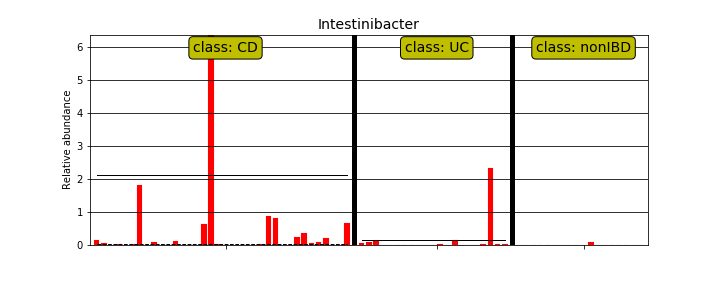 Intestinibacter
class: CD
class: UC
class: nonIBD
Relative abundance
6
5
4
3
2
1
0